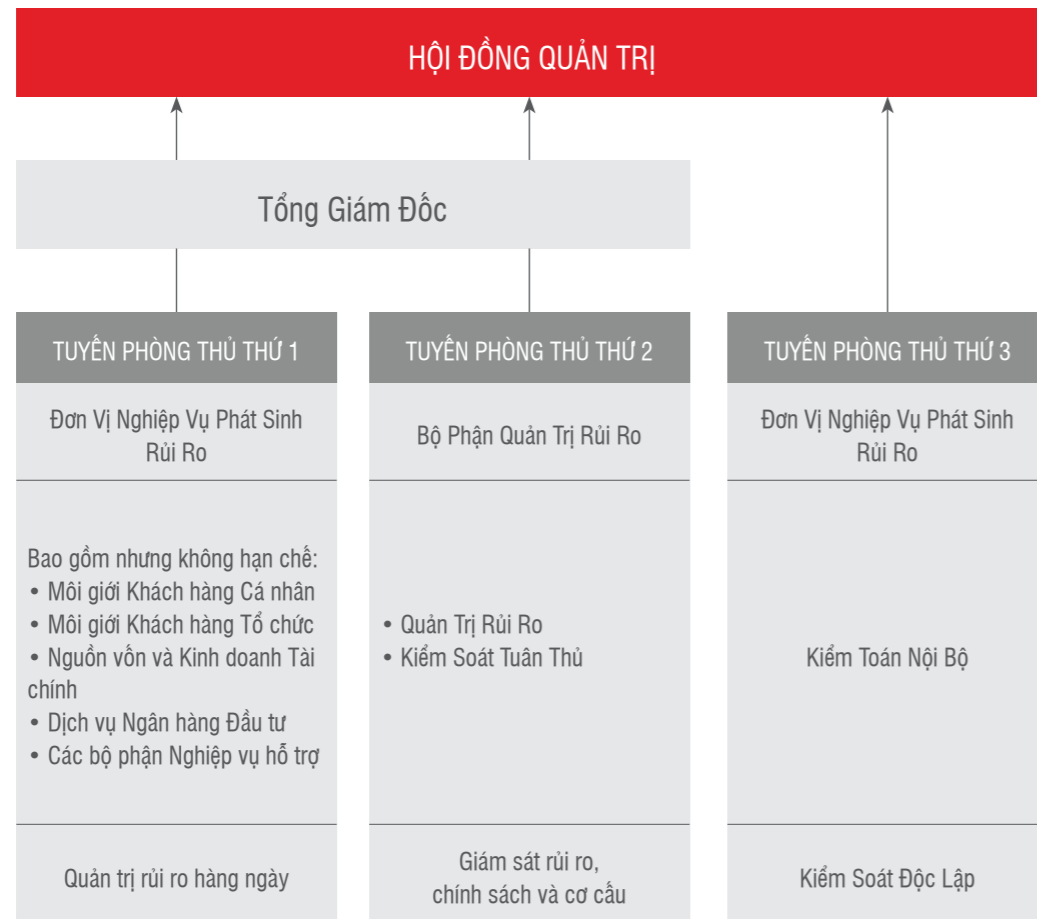 HỘI ĐỒNG QUẢN TRỊ
Tổng Giám Đốc
TUYẾN PHÒNG THỦ THỨ 1
Đơn Vị Nghiệp Vụ Phát Sinh
Rủi Ro
Bao gồm nhưng không hạn chế:
• Môi giới Khách hàng Cá nhân
• Môi giới Khách hàng Tổ chức
• Nguồn vốn và Kinh doanh Tài
chính
• Dịch vụ Ngân hàng Đầu tư
• Các bộ phận Nghiệp vụ hỗ trợ
Quản trị rủi ro hàng ngày
TUYẾN PHÒNG THỦ THỨ 2
Bộ Phận Quản Trị Rủi Ro
• Quản Trị Rủi Ro
• Kiểm Soát Tuân Thủ
Giám sát rủi ro,
chính sách và cơ cấu
TUYẾN PHÒNG THỦ THỨ 3
Đơn Vị Nghiệp Vụ Phát Sinh
Rủi Ro
Kiểm Toán Nội Bộ
Kiểm Soát Độc Lập